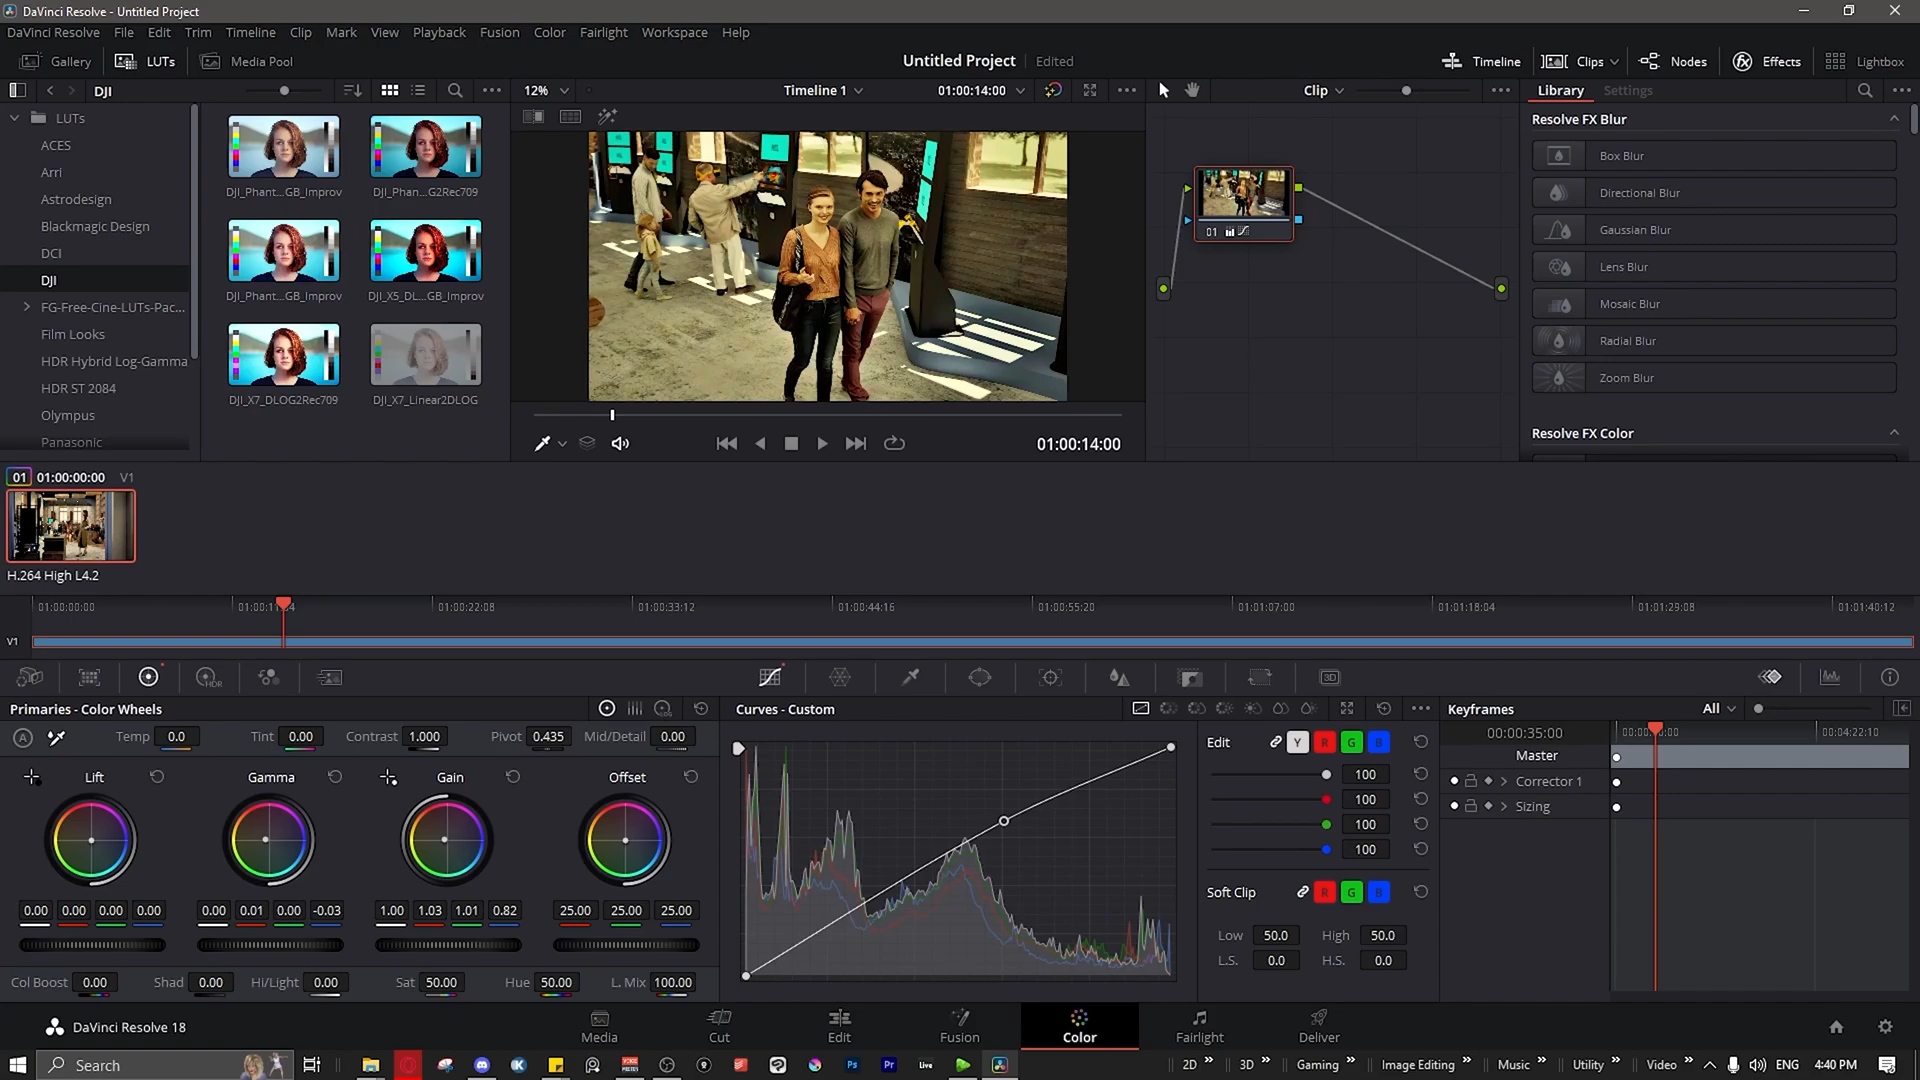 DaVinci Resolve - Untitled Project
DaVinci Resolve File Edit Trim Timeline Clip Mark View Playback Fusion Color Fairlight Workspace Help
Gallery LUTs Media Pool Untitled Project Edited Timeline Clips Nodes Effects Lightbox
DJI 12% Timeline 1 01:00:14:00 Clip Library Settings
LUTs
ACES
Arri
Astrodesign
Blackmagic Design
DCI
DJI
FG-Free-Cine-LUTs-Pac...
Film Looks
HDR Hybrid Log-Gamma
HDR ST 2084
Olympus
Panasonic
DJI_Phant...GB_Improv DJI_Phan...G2Rec709
DJI_Phant...GB_Improv DJI_X5_DL...GB_Improv
DJI_X7_DLOG2Rec709 DJI_X7_Linear2DLOG
01:00:14:00
01
Resolve FX Blur
Box Blur
Directional Blur
Gaussian Blur
Lens Blur
Mosaic Blur
Radial Blur
Zoom Blur
Resolve FX Color
01 01:00:00:00 V1
H.264 High L4.2
01:00:00:00 01:00:22:08 01:00:33:12 01:00:44:16 01:00:55:20 01:01:07:00 01:01:18:04 01:01:29:08 01:01:40:12
V1
HDR 3D
Primaries - Color Wheels
A Temp 0.0 Tint 0.00 Contrast 1.000 Pivot 0.435 Mid/Detail 0.00
Lift Gamma Gain Offset
0.00 0.00 0.00 0.00 0.00 0.01 0.00 -0.03 1.00 1.03 1.01 0.82 25.00 25.00 25.00
Col Boost 0.00 Shad 0.00 Hi/Light 0.00 Sat 50.00 Hue 50.00 L. Mix 100.00
Curves - Custom
Edit Y R G B
100
100
100
100
Soft Clip R G B
Low 50.0 High 50.0
L.S. 0.0 H.S. 0.0
Keyframes All
00:00:35:00 00:04:22:10
Master
Corrector 1
Sizing
DaVinci Resolve 18 Media Cut Edit Fusion Color Fairlight Deliver
Search Ps Pr Live 2D 3D Gaming Image Editing Music Utility Video ENG 4:40 PM